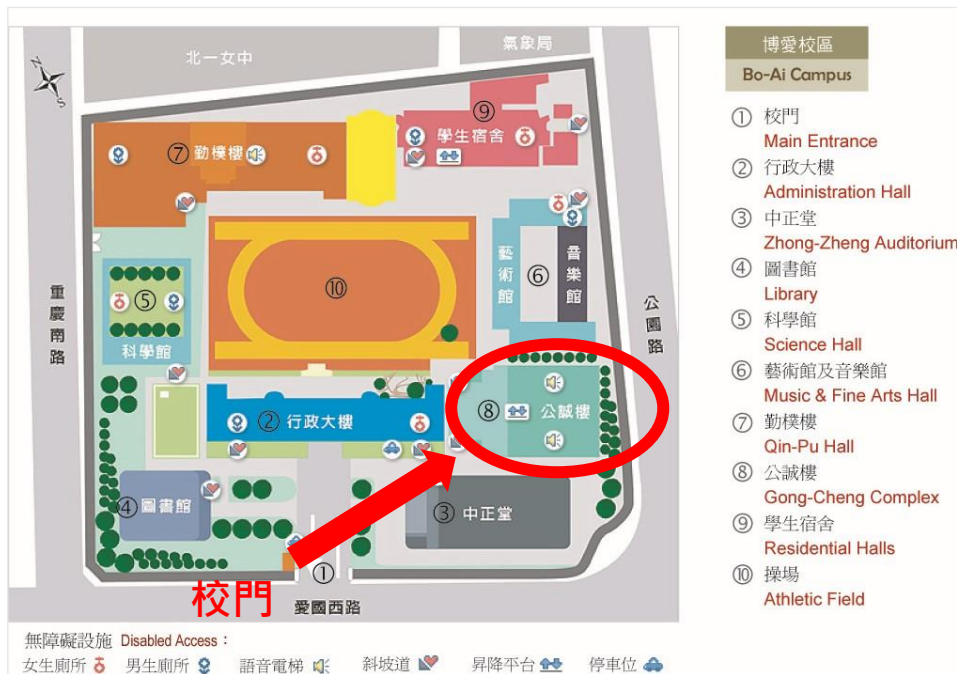 北一女中
氣象局
N
S
⑨
學生宿舍
⑦ 勤樸樓
藝術館
⑥
音樂館
⑩
重慶南路
公園路
⑤
科學館
⑧ 公誠樓
② 行政大樓
④ 圖書館
③ 中正堂
①
校門
愛國西路
博愛校區
Bo-Ai Campus
① 校門
Main Entrance
② 行政大樓
Administration Hall
③ 中正堂
Zhong-Zheng Auditorium
④ 圖書館
Library
⑤ 科學館
Science Hall
⑥ 藝術館及音樂館
Music & Fine Arts Hall
⑦ 勤樸樓
Qin-Pu Hall
⑧ 公誠樓
Gong-Cheng Complex
⑨ 學生宿舍
Residential Halls
⑩ 操場
Athletic Field
無障礙設施 Disabled Access：
女生廁所 男生廁所 語音電梯 斜坡道 昇降平台 停車位